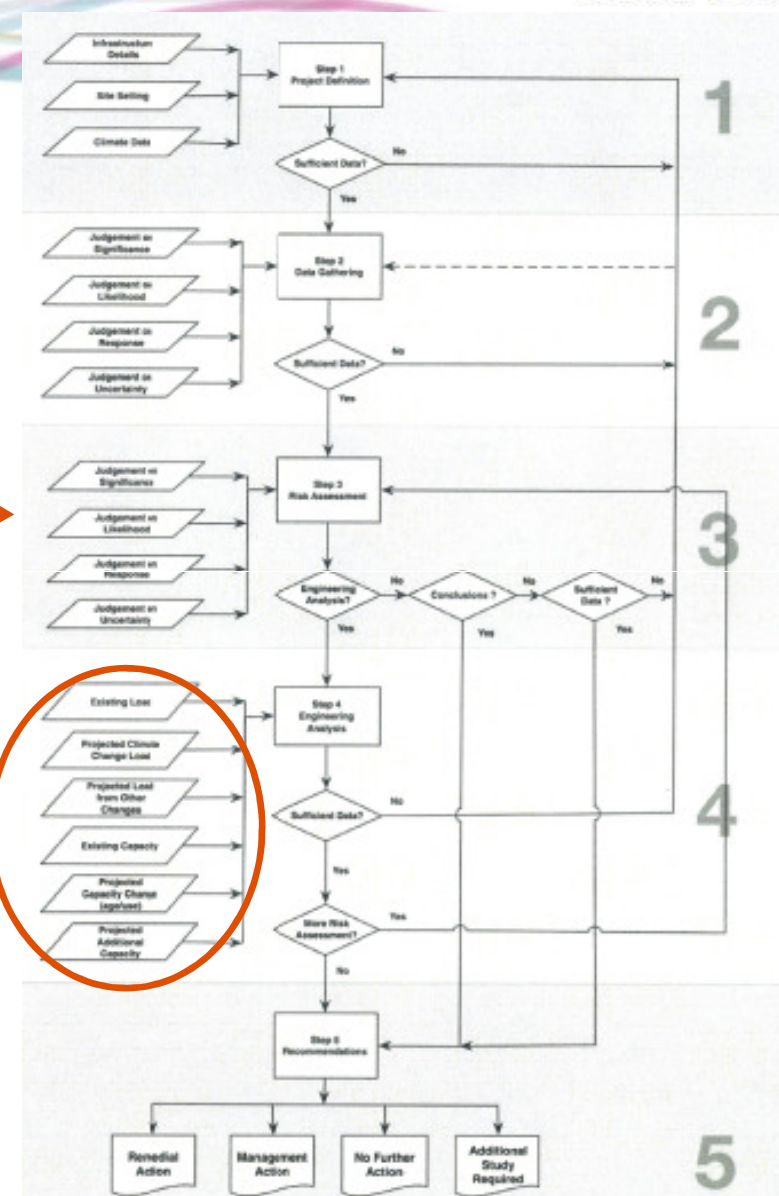 Infrastructure
Details
Step 1
Project Definition
1
Site Setting
Climate Data
Sufficient Data?
No
Yes
Judgement on
Significance
Step 2
Data Gathering
2
Judgement on
Likelihood
Judgement on
Response
Sufficient Data?
No
Judgement on
Uncertainty
Yes
Judgement on
Significance
Step 3
Risk Assessment
3
Judgement on
Likelihood
Judgement on
Response
Engineering
Analysis?
No
Conclusions ?
No
Sufficient
Data ?
No
Judgement on
Uncertainty
Yes
Yes
Yes
Existing Load
Step 4
Engineering
Analysis
4
Projected Climate
Change Load
Projected Load
from Other
Changes
Sufficient Data?
No
Existing Capacity
Yes
Projected
Capacity Change
(age/use)
More Risk
Assessment?
Yes
Projected
Additional
Capacity
No
Step 5
Recommendations
5
Remedial
Action
Management
Action
No Further
Action
Additional
Study
Required